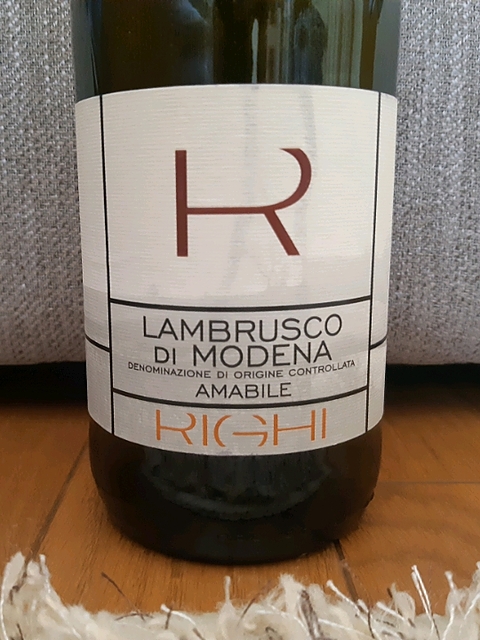 R
LAMBRUSCO
DI MODENA
DENOMINAZIONE DI ORIGINE CONTROLLATA
AMABILE
RIGHI